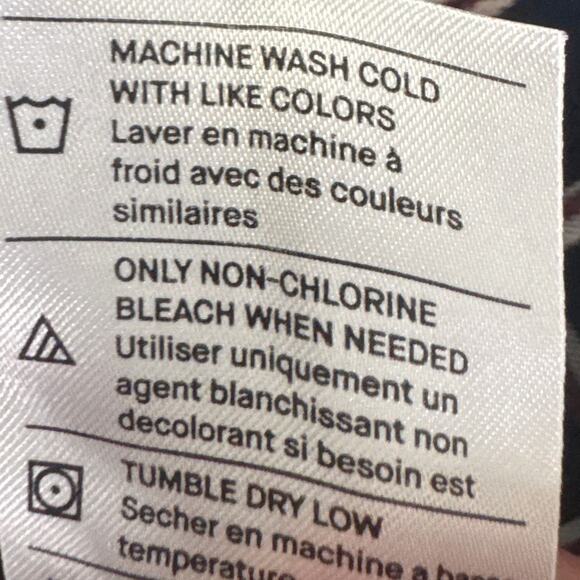 MACHINE WASH COLD
WITH LIKE COLORS
Laver en machine à
froid avec des couleurs
similaires
ONLY NON-CHLORINE
BLEACH WHEN NEEDED
Utiliser uniquement un
agent blanchissant non
decolorant si besoin est
TUMBLE DRY LOW
Secher en machine a
temperature